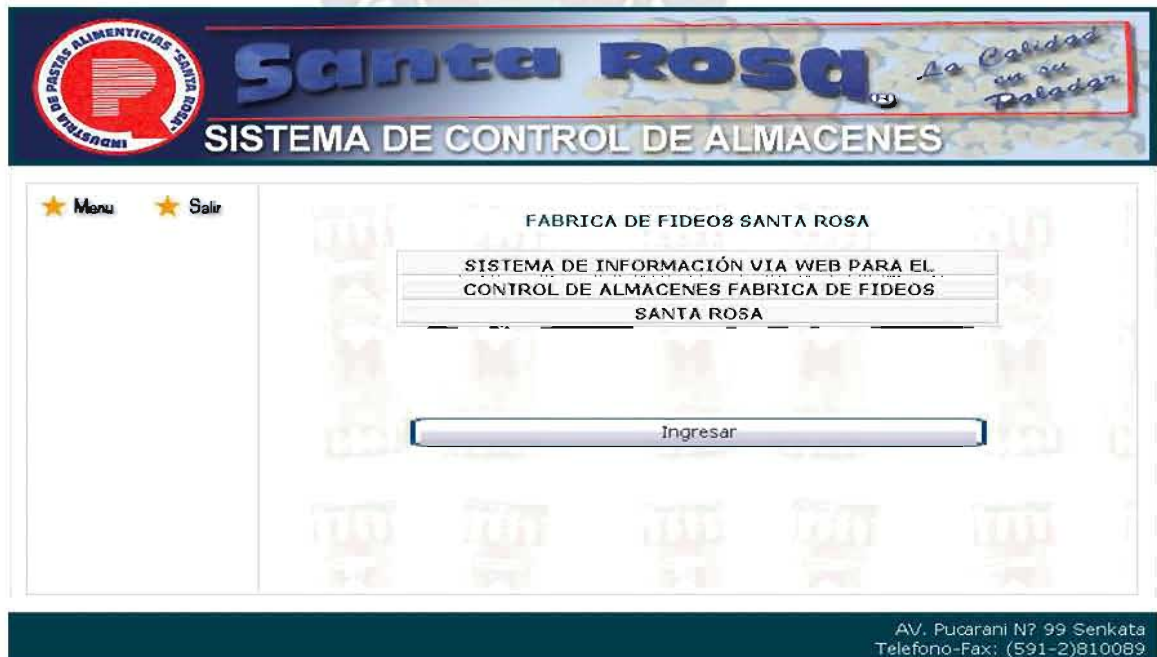 INDUSTRIA DE PASTAS ALIMENTICIAS "SANTA ROSA"
Santa Rosa ®
La Calidad
en su
Paladar
SISTEMA DE CONTROL DE ALMACENES
Menu Salir
FABRICA DE FIDEOS SANTA ROSA
SISTEMA DE INFORMACIÓN VIA WEB PARA EL
CONTROL DE ALMACENES FABRICA DE FIDEOS
SANTA ROSA
Ingresar
AV. Pucarani N? 99 Senkata
Telefono-Fax: (591-2)810089